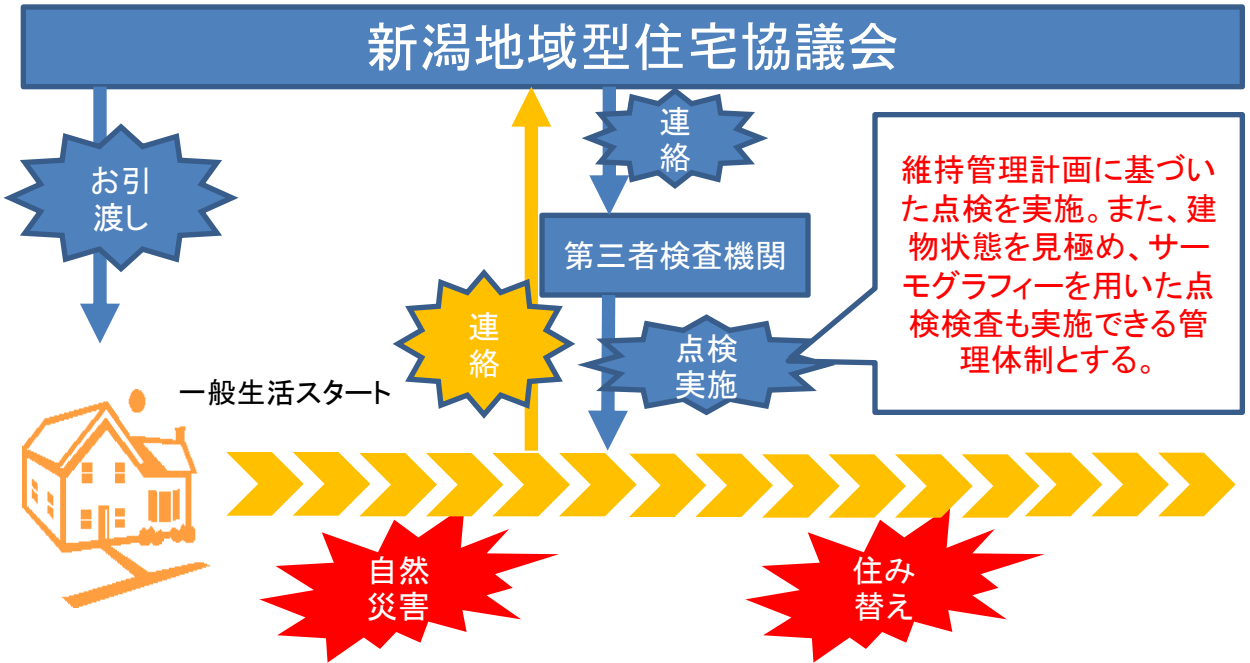 新潟地域型住宅協議会
お引
渡し
連
絡
第三者検査機関
連
絡
点検
実施
維持管理計画に基づい
た点検を実施。また、建
物状態を見極め、サー
モグラフィーを用いた点
検検査も実施できる管
理体制とする。
一般生活スタート
自然
災害
住み
替え